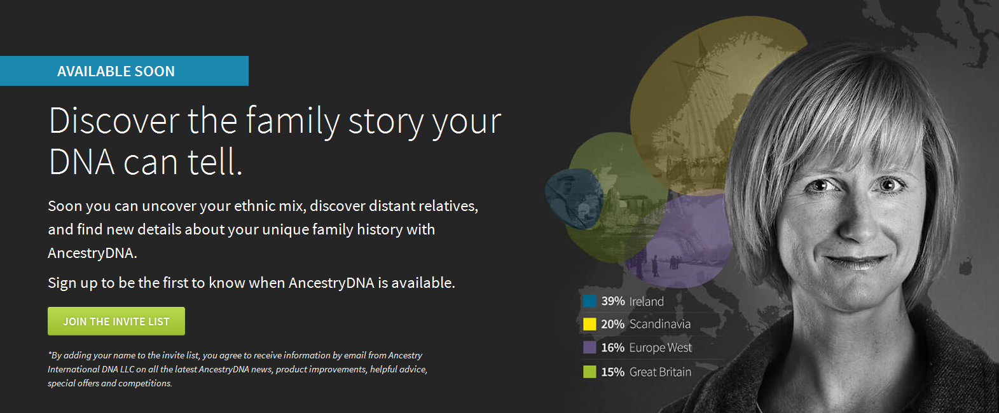 AVAILABLE SOON
Discover the family story your
DNA can tell.
Soon you can uncover your ethnic mix, discover distant relatives,
and find new details about your unique family history with
AncestryDNA.
Sign up to be the first to know when AncestryDNA is available.
JOIN THE INVITE LIST
*By adding your name to the invite list, you agree to receive information by email from Ancestry
International DNA LLC on all the latest AncestryDNA news, product improvements, helpful advice,
special offers and competitions.
39% Ireland
20% Scandinavia
16% Europe West
15% Great Britain